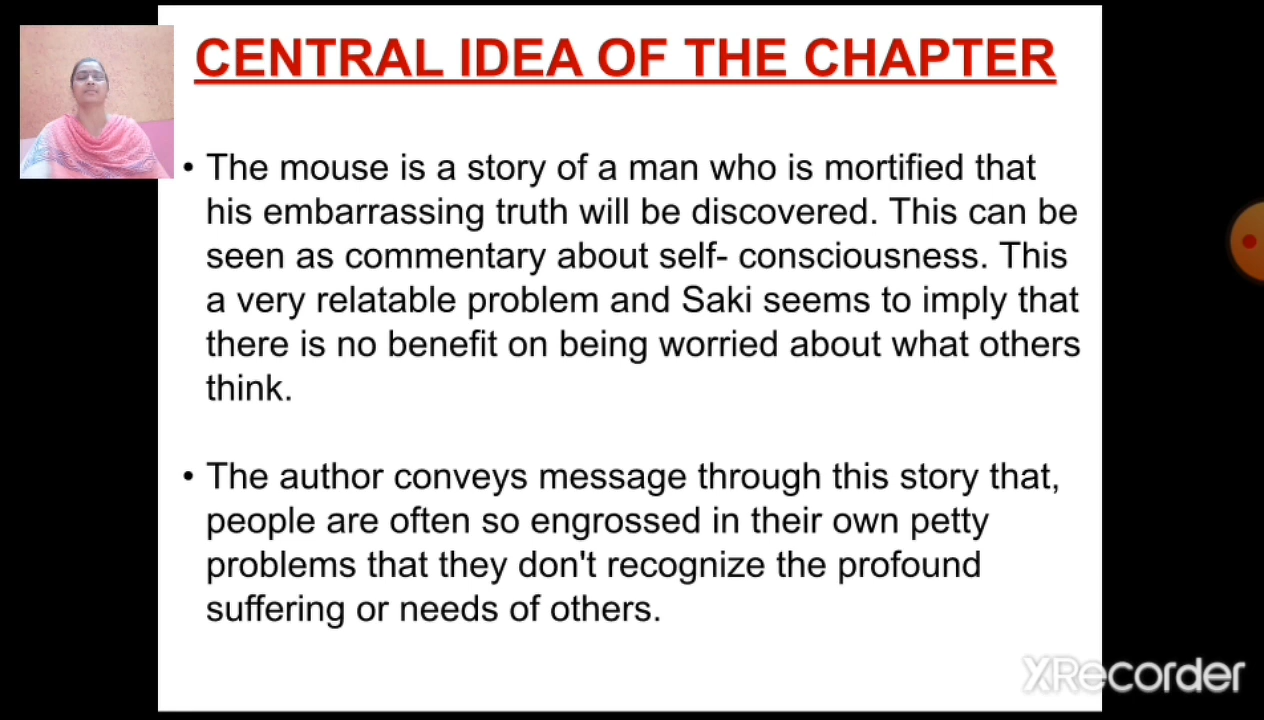 CENTRAL IDEA OF THE CHAPTER
• The mouse is a story of a man who is mortified that
his embarrassing truth will be discovered. This can be
seen as commentary about self- consciousness. This
a very relatable problem and Saki seems to imply that
there is no benefit on being worried about what others
think.
• The author conveys message through this story that,
people are often so engrossed in their own petty
problems that they don't recognize the profound
suffering or needs of others.
XRecorder